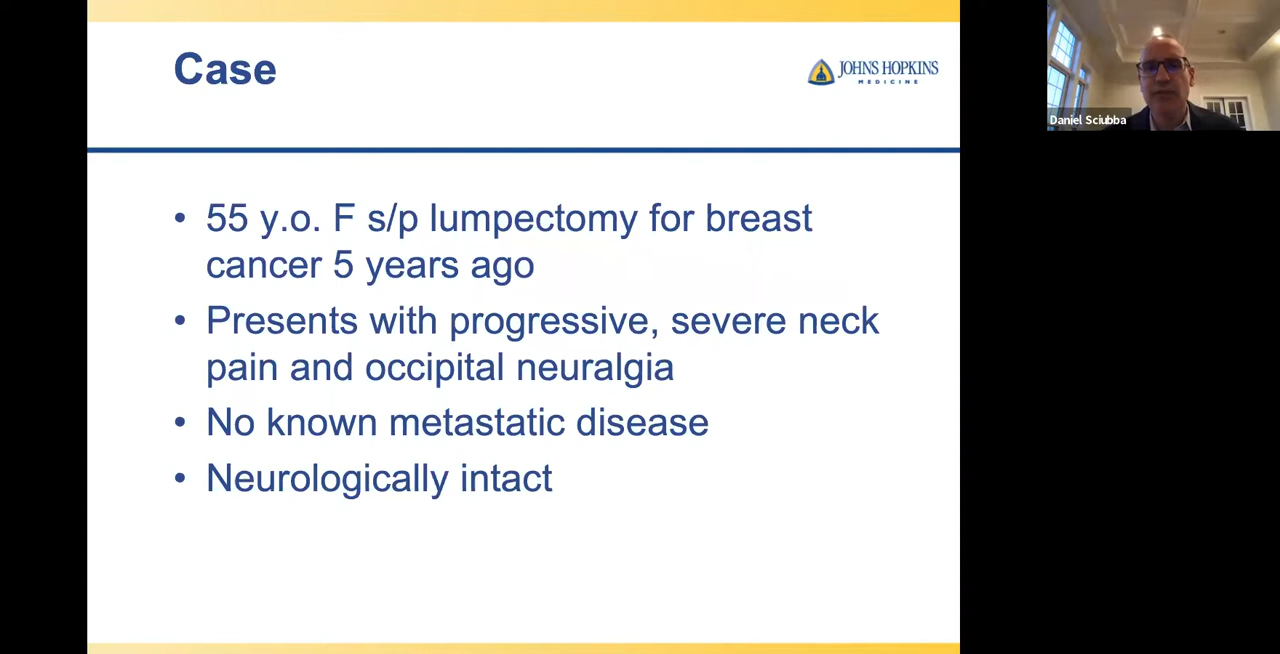 Case
JOHNS HOPKINS
MEDICINE
Daniel Sciubba
• 55 y.o. F s/p lumpectomy for breast
cancer 5 years ago
• Presents with progressive, severe neck
pain and occipital neuralgia
• No known metastatic disease
• Neurologically intact